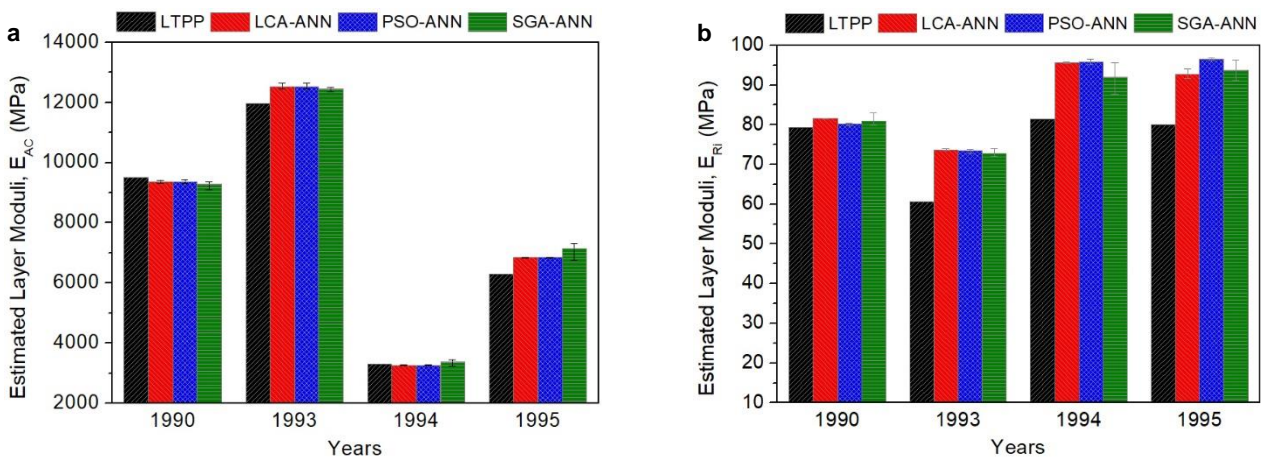 a
LTPP LCA-ANN PSO-ANN SGA-ANN
Estimated Layer Moduli, E_AC (MPa)
14000
12000
10000
8000
6000
4000
2000
1990 1993 1994 1995
Years
b
LTPP LCA-ANN PSO-ANN SGA-ANN
Estimated Layer Moduli, E_Ri (MPa)
100
90
80
70
60
50
40
30
20
10
1990 1993 1994 1995
Years